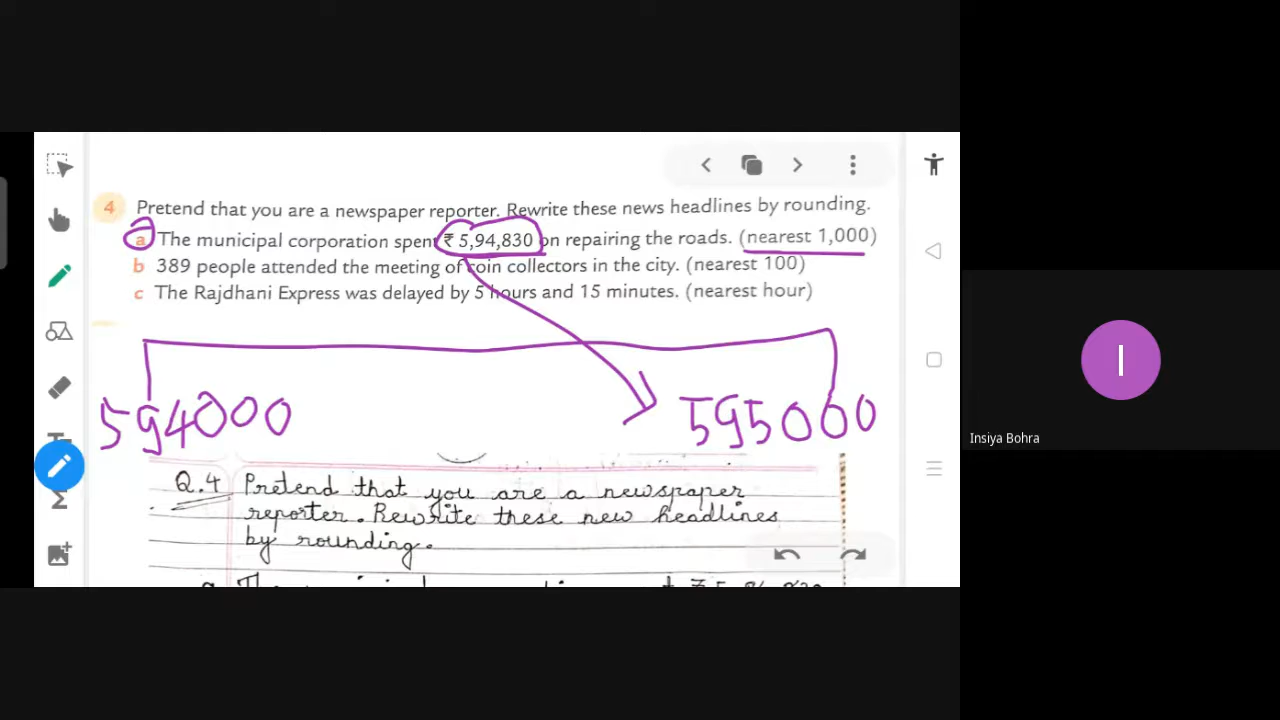 4 Pretend that you are a newspaper reporter. Rewrite these news headlines by rounding.
a The municipal corporation spent ₹ 5,94,830 on repairing the roads. (nearest 1,000)
b 389 people attended the meeting of coin collectors in the city. (nearest 100)
c The Rajdhani Express was delayed by 5 hours and 15 minutes. (nearest hour)
594000 595000
Q.4 Pretend that you are a newspaper
reporter. Rewrite these new headlines
by rounding.
I
Insiya Bohra